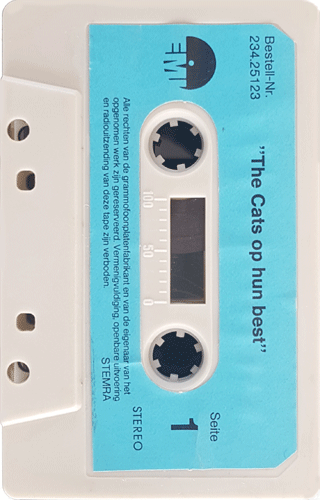 Bestell-Nr.
234.25123
"The Cats op hun best"
100 50 0
Seite
1
STEREO
Alle rechten van de grammofoonplatenfabrikant en van de eigenaar van het
opgenomen werk zijn gereserveerd. Vermenigvuldiging, openbare uitvoering
en radiouitzending van deze tape zijn verboden.
STEMRA